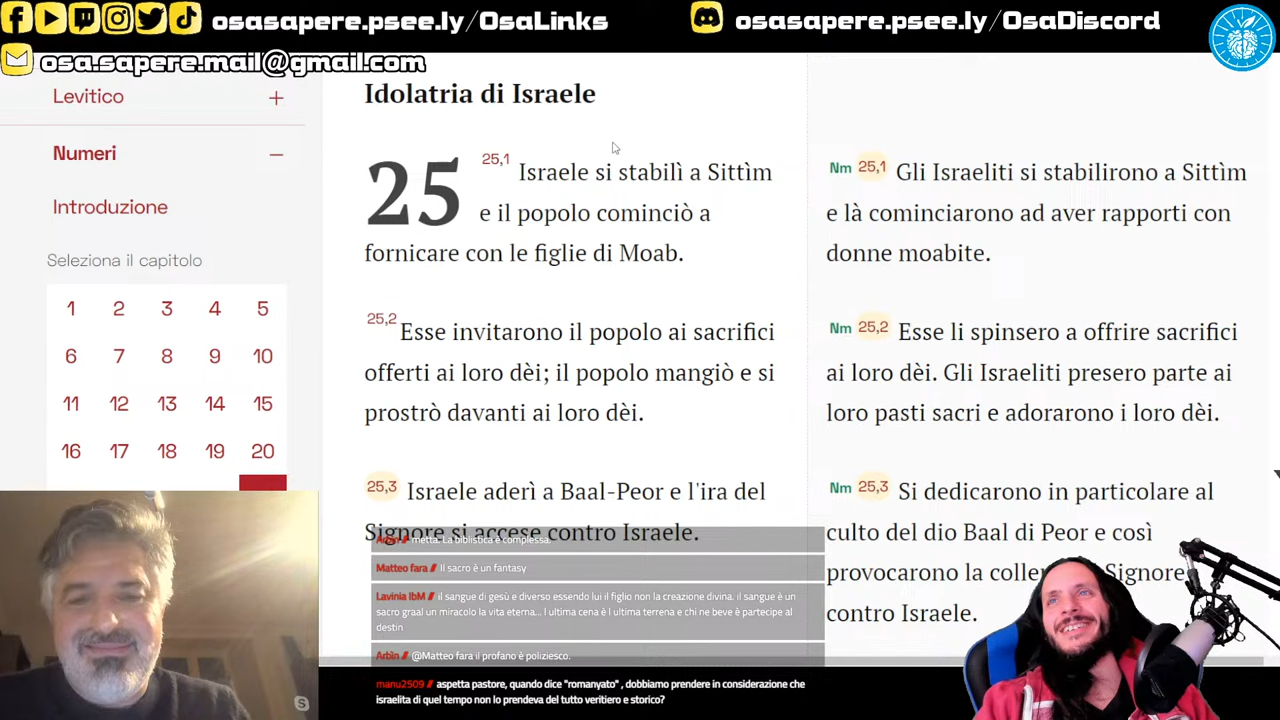 osasapere.psee.ly/OsaLinks
osasapere.psee.ly/OsaDiscord
osa.sapere.mail@gmail.com
Levitico +
Numeri −
Introduzione
Seleziona il capitolo
1 2 3 4 5
6 7 8 9 10
11 12 13 14 15
16 17 18 19 20
Idolatria di Israele
25 25,1 Israele si stabilì a Sittìm
e il popolo cominciò a
fornicare con le figlie di Moab.
25,2 Esse invitarono il popolo ai sacrifici
offerti ai loro dèi; il popolo mangiò e si
prostrò davanti ai loro dèi.
25,3 Israele aderì a Baal-Peor e l'ira del
Signore si accese contro Israele.
Nm 25,1 Gli Israeliti si stabilirono a Sittìm
e là cominciarono ad aver rapporti con
donne moabite.
Nm 25,2 Esse li spinsero a offrire sacrifici
ai loro dèi. Gli Israeliti presero parte ai
loro pasti sacri e adorarono i loro dèi.
Nm 25,3 Si dedicarono in particolare al
culto del dio Baal di Peor e così
provocarono la Signore
contro Israele.
Arbìn // metta. La biblistica è complessa.
Matteo fara // Il sacro è un fantasy
Lavinia IbM // il sangue di gesù e diverso essendo lui il figlio non la creazione divina. il sangue è un
sacro graal un miracolo la vita eterna... l ultima cena è l ultima terrena e chi ne beve è partecipe al
destin
Arbìn // @Matteo fara il profano è poliziesco.
manu2509 // aspetta pastore, quando dice "romanyato" , dobbiamo prendere in considerazione che
israelita di quel tempo non lo prendeva del tutto veritiero e storico?